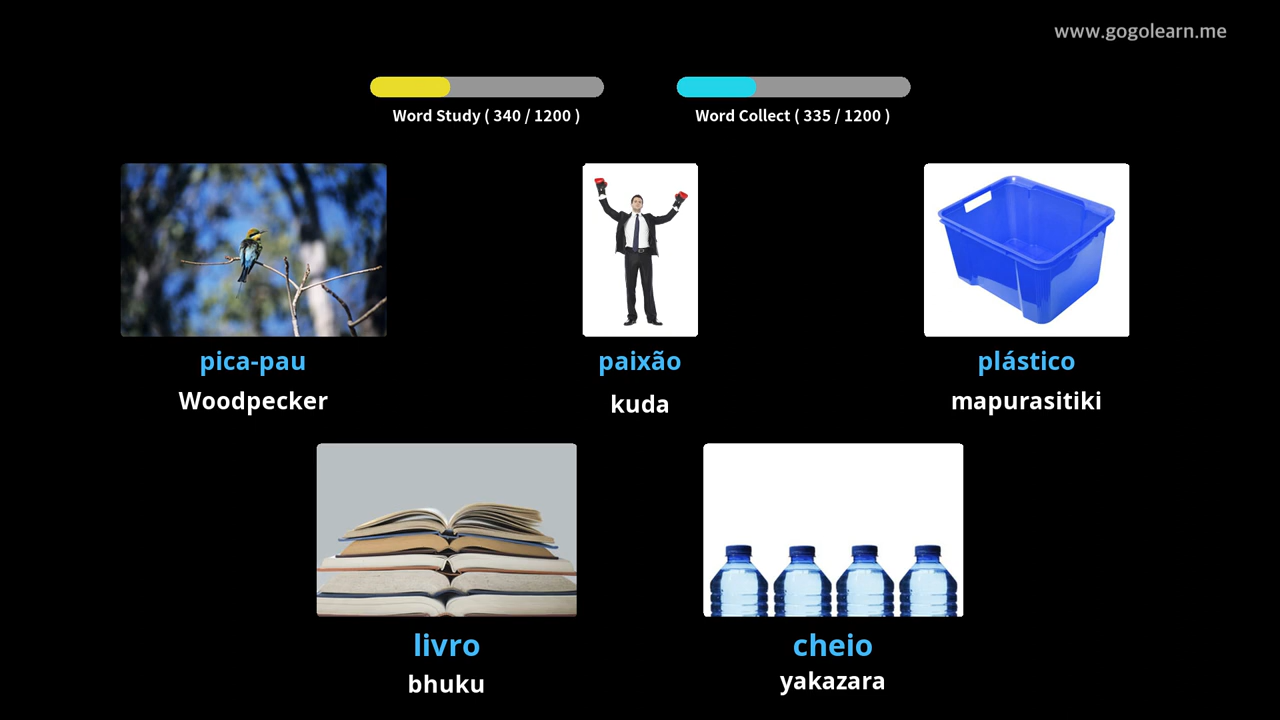 www.gogolearn.me
Word Study ( 340 / 1200 )
Word Collect ( 335 / 1200 )
pica-pau
Woodpecker
paixão
kuda
plástico
mapurasitiki
livro
bhuku
cheio
yakazara